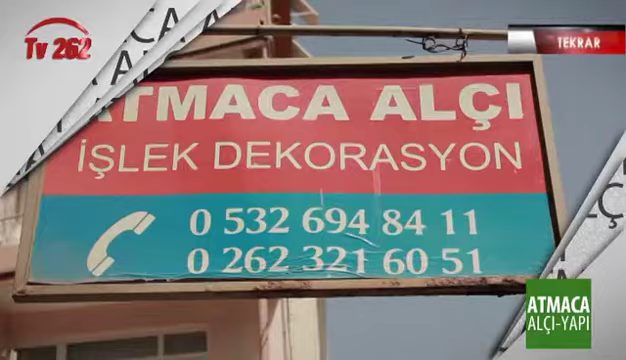 Tv 262
TEKRAR
ATMACA ALÇI
İŞLEK DEKORASYON
0 532 694 84 11
0 262 321 60 51
ATMACA
ALÇI-YAPI